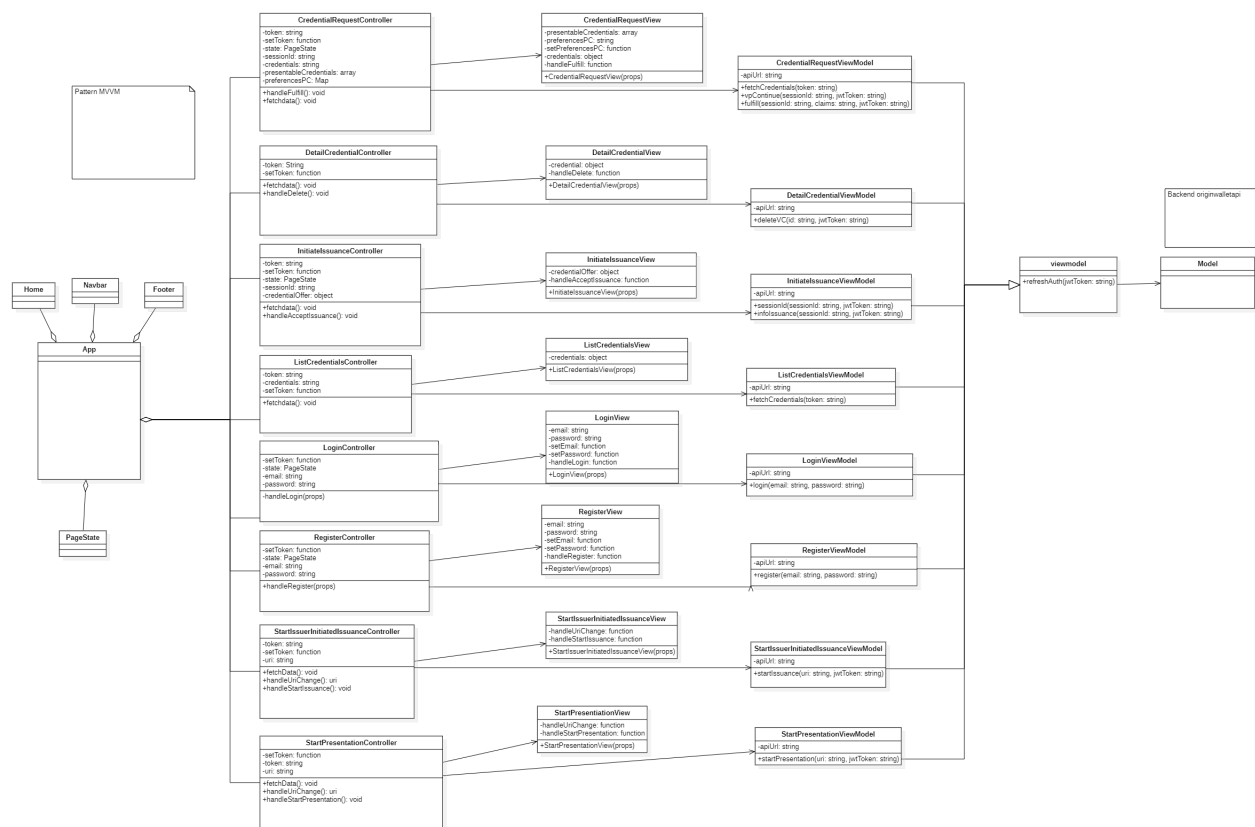 CredentialRequestController
-token: string
-setToken: function
-state: PageState
-sessionId: string
-credentials: string
-presentableCredentials: array
-preferencesPC: Map
+handleFulfill(): void
+fetchdata(): void
CredentialRequestView
-presentableCredentials: array
-preferencesPC: string
-setPreferencesPC: function
-credentials: object
-handleFulfill: function
+CredentialRequestView(props)
CredentialRequestViewModel
-apiUrl: string
+fetchCredentials(token: string)
+vpContinue(sessionId: string, jwtToken: string)
+fulfill(sessionId: string, claims: string, jwtToken: string)
Pattern MVVM
DetailCredentialController
-token: String
-setToken: function
+fetchdata(): void
+handleDelete(): void
DetailCredentialView
-credential: object
-handleDelete: function
+DetailCredentialView(props)
DetailCredentialViewModel
-apiUrl: string
+deleteVC(id: string, jwtToken: string)
Backend originwalletapi
InitiateIssuanceController
-token: string
-setToken: function
-state: PageState
-sessionId: string
-credentialOffer: object
+fetchdata(): void
+handleAcceptIssuance(): void
InitiateIssuanceView
-credentialOffer: object
-handleAcceptIssuance: function
+InitiateIssuanceView(props)
InitiateIssuanceViewModel
-apiUrl: string
+sessionId(sessionId: string, jwtToken: string)
+infoIssuance(sessionId: string, jwtToken: string)
viewmodel
+refreshAuth(jwtToken: string)
Model
Home
Navbar
Footer
App
PageState
ListCredentialsController
-token: string
-credentials: string
-setToken: function
+fetchdata(): void
ListCredentialsView
-credentials: object
+ListCredentialsView(props)
ListCredentialsViewModel
-apiUrl: string
+fetchCredentials(token: string)
LoginController
-setToken: function
-state: PageState
-email: string
-password: string
-handleLogin(props)
LoginView
-email: string
-password: string
-setEmail: function
-setPassword: function
-handleLogin: function
+LoginView(props)
LoginViewModel
-apiUrl: string
+login(email: string, password: string)
RegisterController
-setToken: function
-state: PageState
-email: string
-password: string
+handleRegister(props)
RegisterView
-email: string
-password: string
-setEmail: function
-setPassword: function
-handleRegister: function
+RegisterView(props)
RegisterViewModel
-apiUrl: string
+register(email: string, password: string)
StartIssuerInitiatedIssuanceController
-token: string
-setToken: function
-uri: string
+fetchData(): void
+handleUriChange(): uri
+handleStartIssuance(): void
StartIssuerInitiatedIssuanceView
-handleUriChange: function
-handleStartIssuance: function
+StartIssuerInitiatedIssuanceView(props)
StartIssuerInitiatedIssuanceViewModel
-apiUrl: string
+startIssuance(uri: string, jwtToken: string)
StartPresentationController
-setToken: function
-token: string
-uri: string
+fetchData(): void
+handleUriChange(): uri
+handleStartPresentation(): void
StartPresentiationView
-handleUriChange: function
-handleStartPresentation: function
+StartPresentationView(props)
StartPresentationViewModel
-apiUrl: string
+startPresentation(uri: string, jwtToken: string)